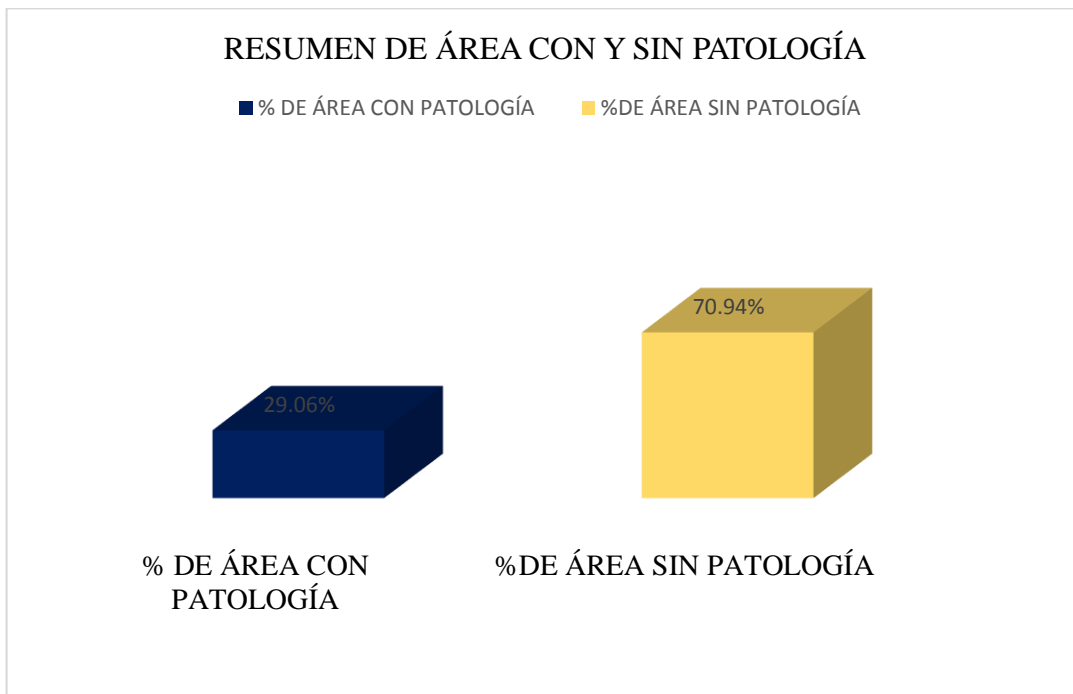 RESUMEN DE ÁREA CON Y SIN PATOLOGÍA
% DE ÁREA CON PATOLOGÍA %DE ÁREA SIN PATOLOGÍA
70.94%
29.06%
% DE ÁREA CON
PATOLOGÍA
%DE ÁREA SIN PATOLOGÍA